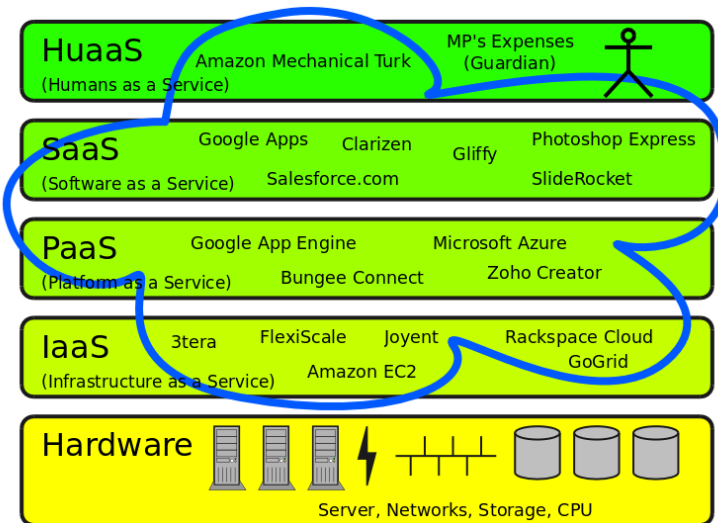 HuaaS
(Humans as a Service)
Amazon Mechanical Turk
MP's Expenses
(Guardian)
SaaS
(Software as a Service)
Google Apps
Clarizen
Gliffy
Photoshop Express
Salesforce.com
SlideRocket
PaaS
(Platform as a Service)
Google App Engine
Microsoft Azure
Bungee Connect
Zoho Creator
IaaS
(Infrastructure as a Service)
3tera
FlexiScale
Joyent
Rackspace Cloud
Amazon EC2
GoGrid
Hardware
Server, Networks, Storage, CPU